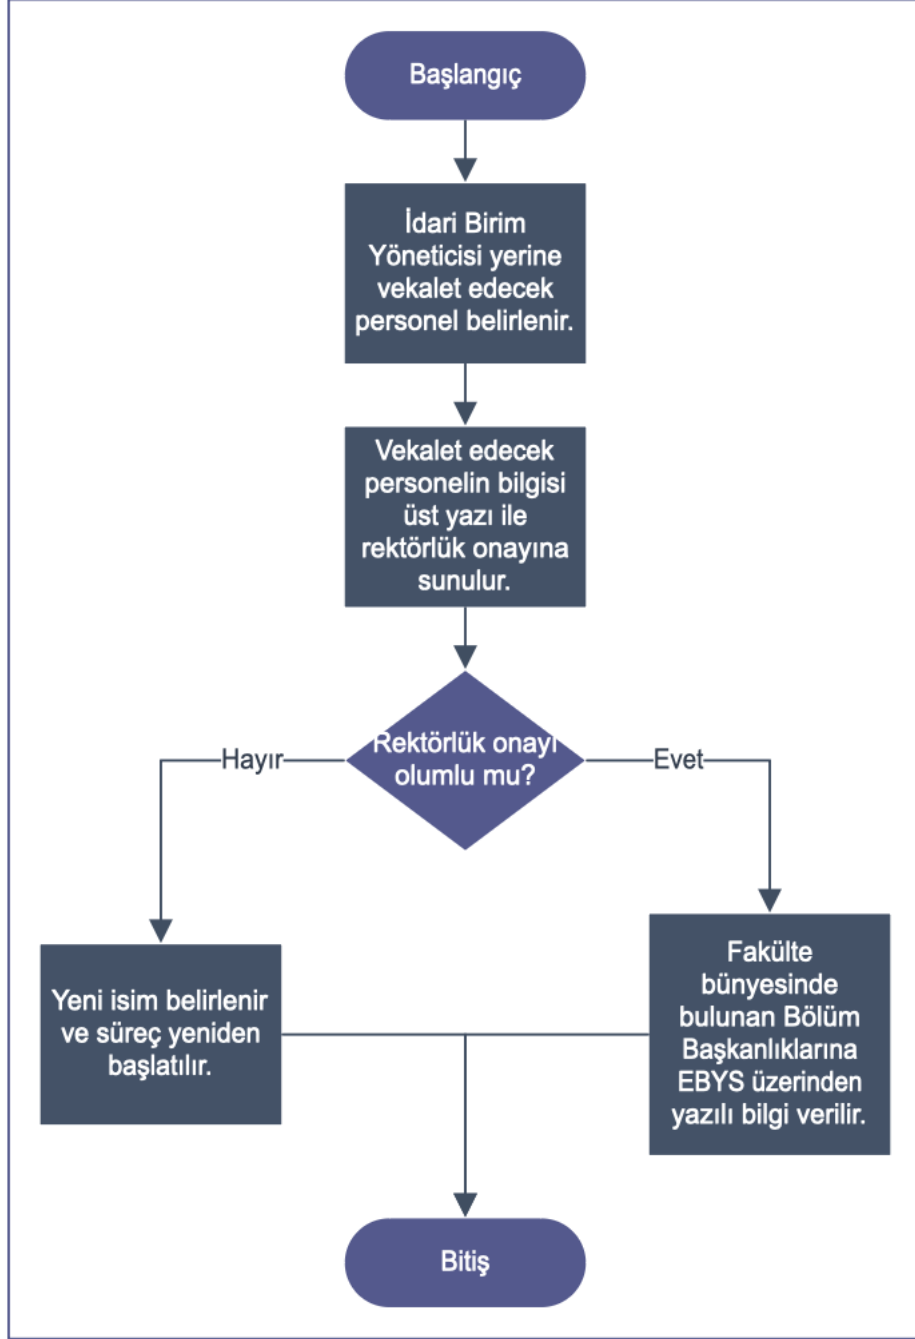 Başlangıç
İdari Birim
Yöneticisi yerine
vekalet edecek
personel belirlenir.
Vekalet edecek
personelin bilgisi
üst yazı ile
rektörlük onayına
sunulur.
Rektörlük onayı
olumlu mu?
Hayır
Evet
Yeni isim belirlenir
ve süreç yeniden
başlatılır.
Fakülte
bünyesinde
bulunan Bölüm
Başkanlıklarına
EBYS üzerinden
yazılı bilgi verilir.
Bitiş